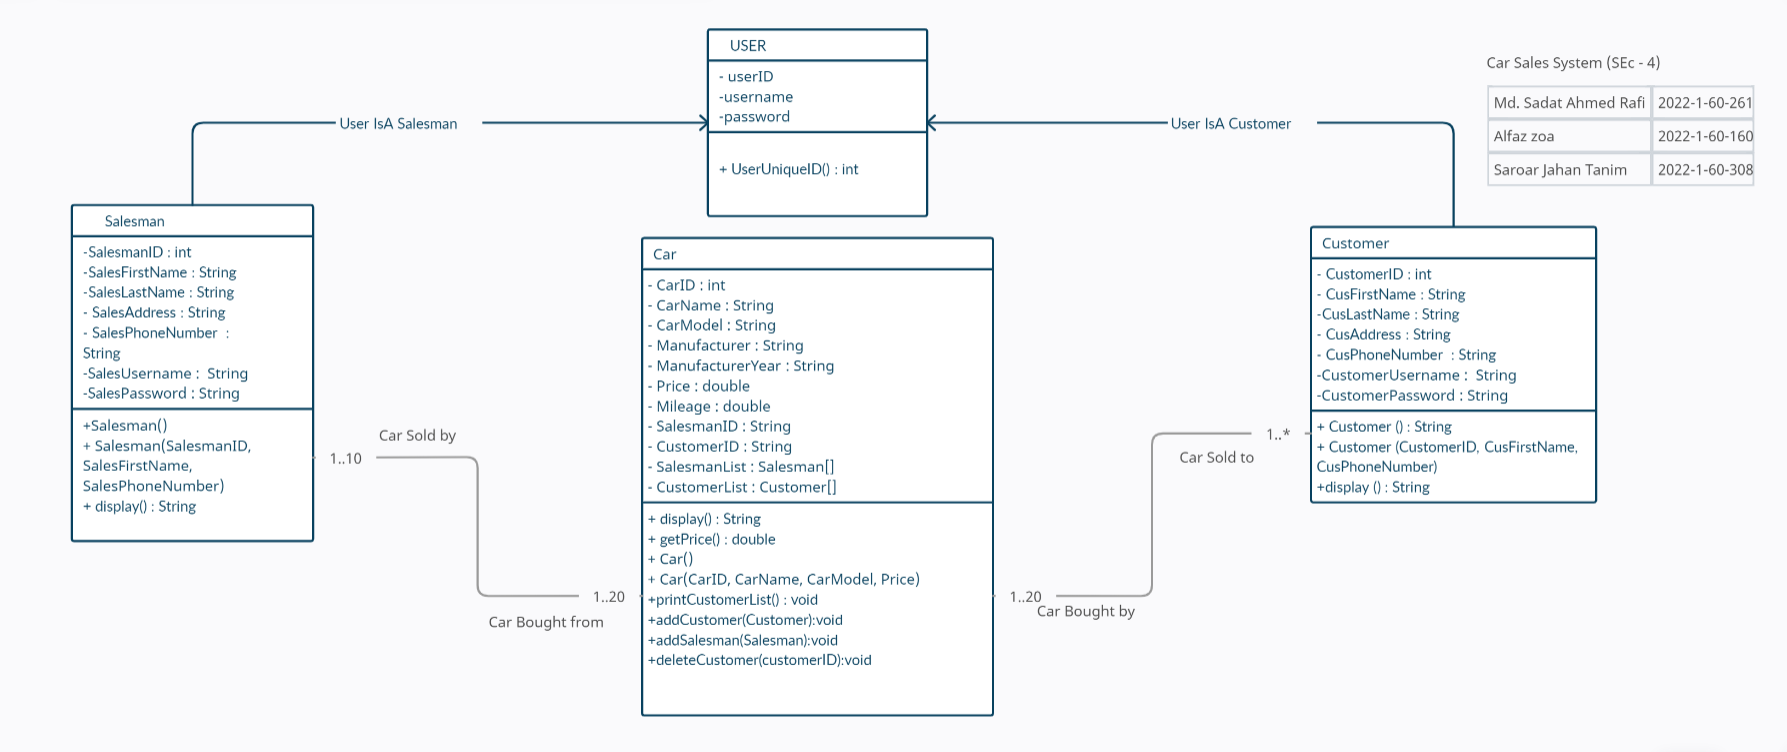 USER
- userID
-username
-password
+ UserUniqueID() : int
User IsA Salesman
User IsA Customer
Car Sales System (SEc - 4)
Md. Sadat Ahmed Rafi 2022-1-60-261
Alfaz zoa 2022-1-60-160
Saroar Jahan Tanim 2022-1-60-308
Salesman
-SalesmanID : int
-SalesFirstName : String
-SalesLastName : String
- SalesAddress : String
- SalesPhoneNumber  :
String
-SalesUsername :  String
-SalesPassword : String
+Salesman()
+ Salesman(SalesmanID,
SalesFirstName,
SalesPhoneNumber)
+ display() : String
Car Sold by
1..10
1..20
Car Bought from
Car
- CarID : int
- CarName : String
- CarModel : String
- Manufacturer : String
- ManufacturerYear : String
- Price : double
- Mileage : double
- SalesmanID : String
- CustomerID : String
- SalesmanList : Salesman[]
- CustomerList : Customer[]
+ display() : String
+ getPrice() : double
+ Car()
+ Car(CarID, CarName, CarModel, Price)
+printCustomerList() : void
+addCustomer(Customer):void
+addSalesman(Salesman):void
+deleteCustomer(customerID):void
1..20
Car Bought by
1..*
Car Sold to
Customer
- CustomerID : int
- CusFirstName : String
-CusLastName : String
- CusAddress : String
- CusPhoneNumber  : String
-CustomerUsername :  String
-CustomerPassword : String
+ Customer () : String
+ Customer (CustomerID, CusFirstName,
CusPhoneNumber)
+display () : String